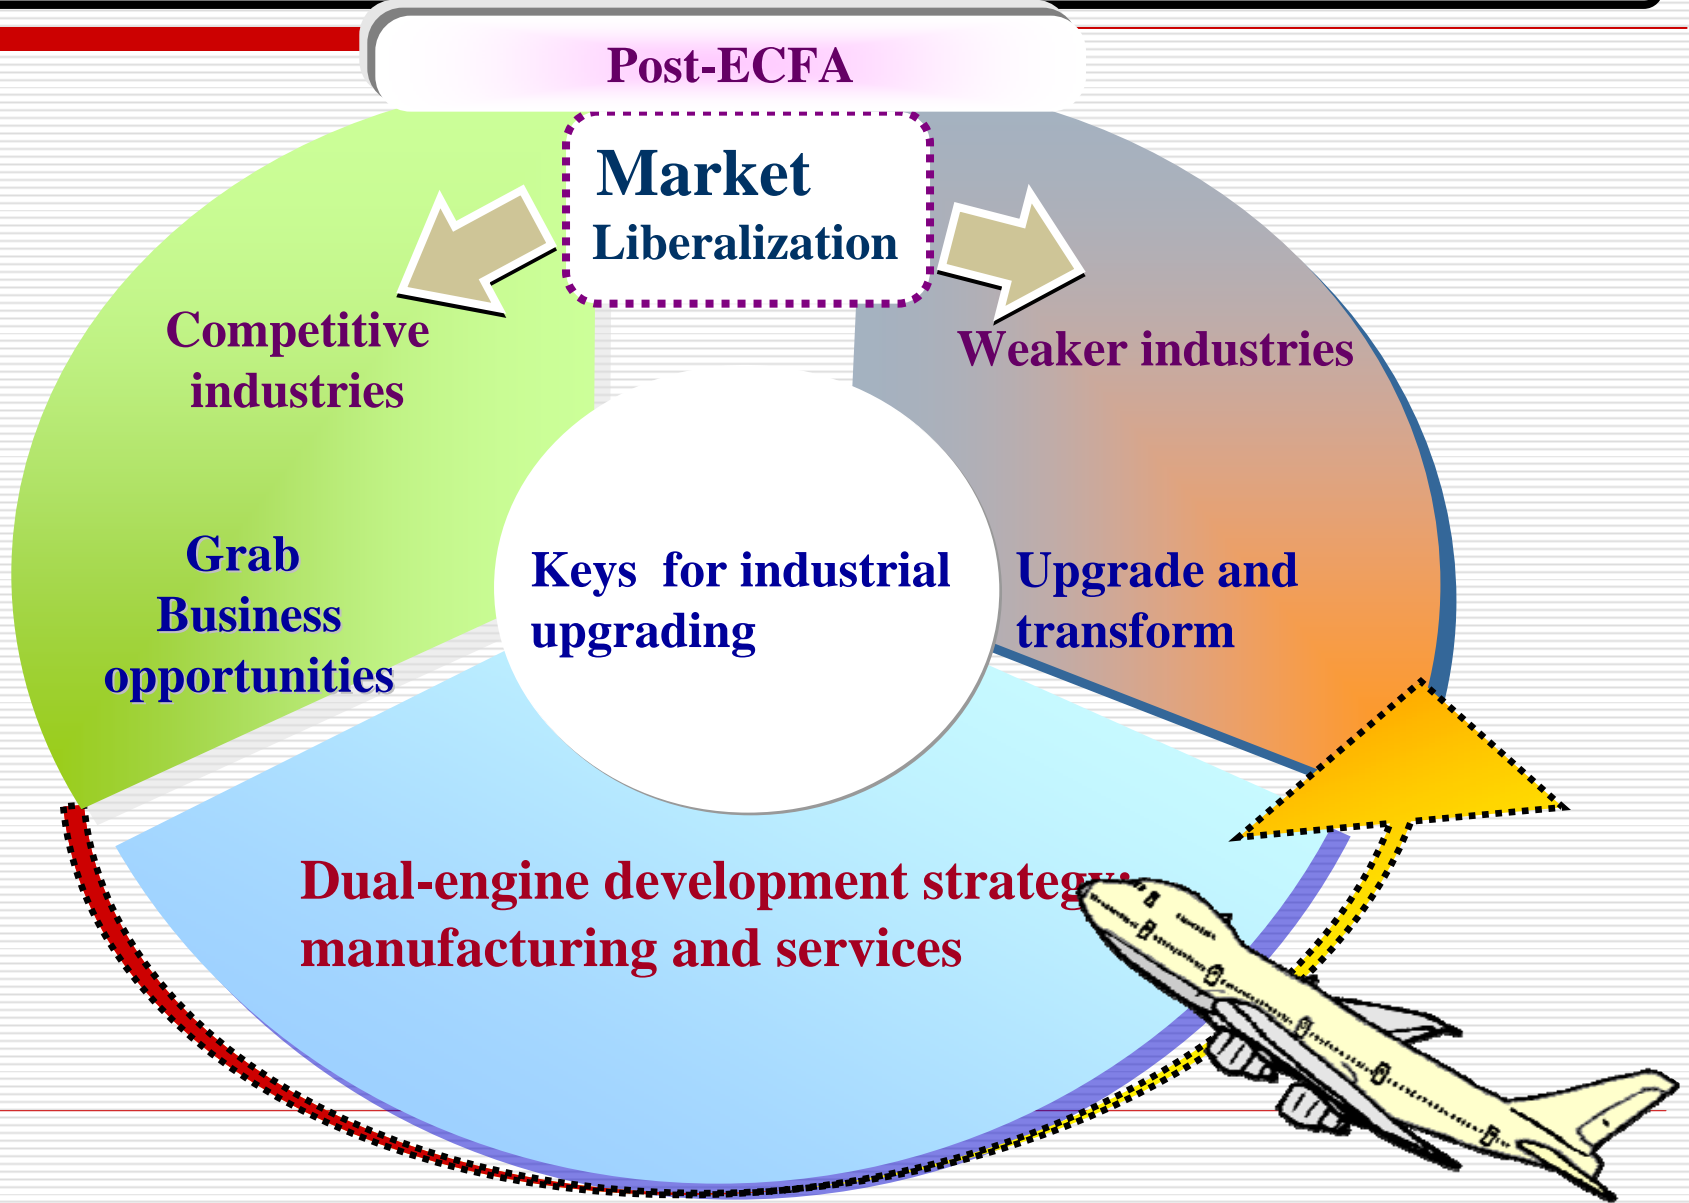 Post-ECFA
Market
Liberalization
Competitive
industries
Weaker industries
Grab
Business
opportunities
Keys for industrial
upgrading
Upgrade and
transform
Dual-engine development strategy:
manufacturing and services